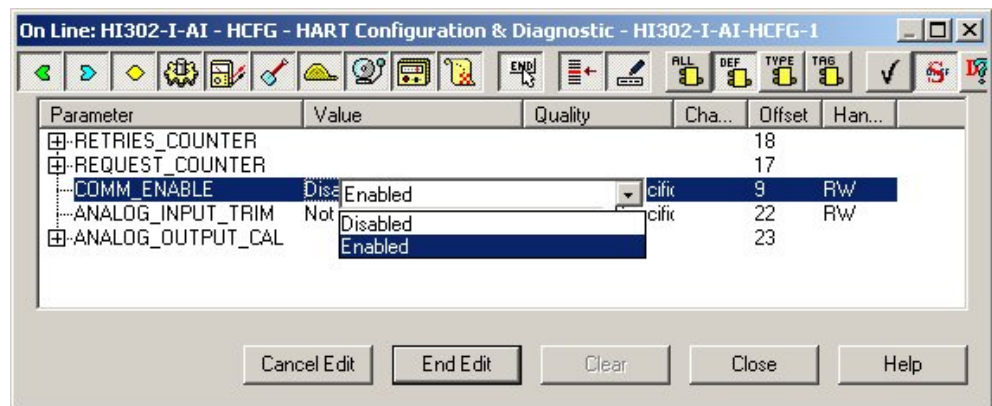 On Line: HI302-I-AI - HCFG - HART Configuration & Diagnostic - HI302-I-AI-HCFG-1
END ALL DEF TYPE TAG
Parameter Value Quality Cha... Offset Han...
RETRIES_COUNTER 18
REQUEST_COUNTER 17
COMM_ENABLE Disa Enabled cific 9 RW
ANALOG_INPUT_TRIM Not cific 22 RW
Disabled
ANALOG_OUTPUT_CAL Enabled 23
Cancel Edit End Edit Clear Close Help